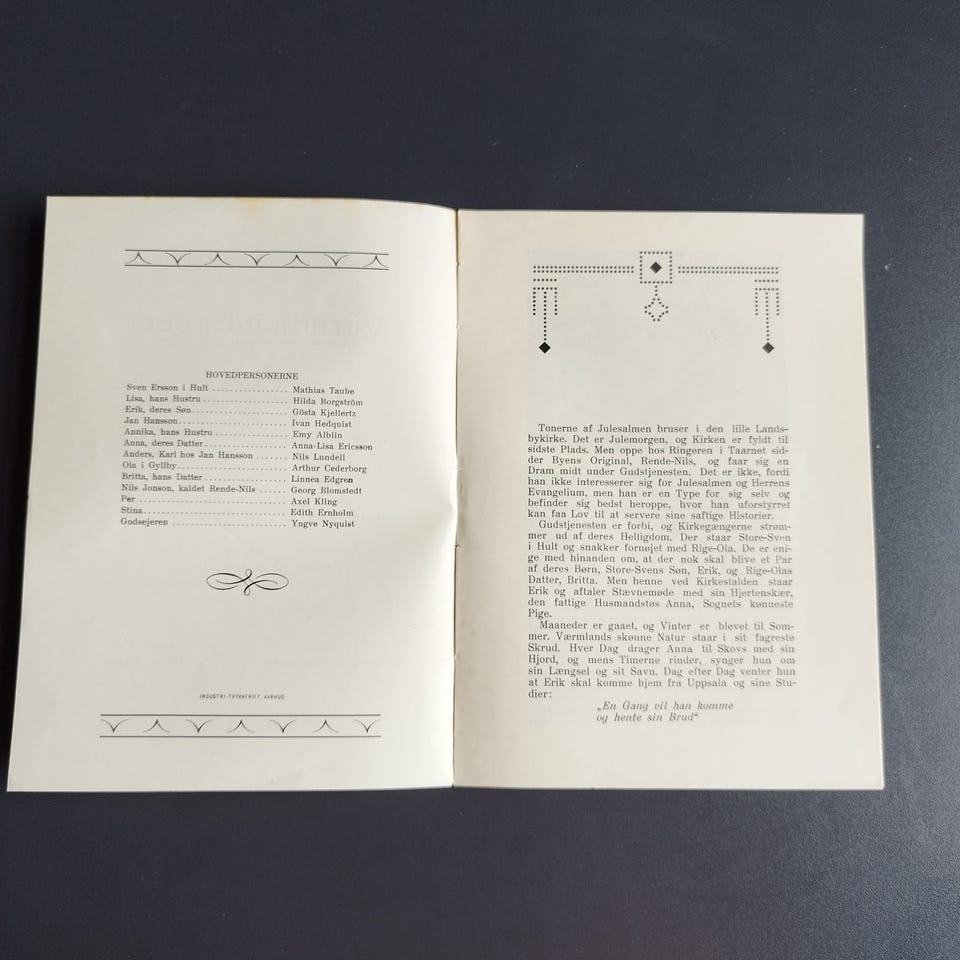 HOVEDPERSONERNE
Sven Ersson i Hult ................... Mathias Taube
Lisa, hans Hustru ..................... Hilda Borgström
Erik, deres Søn........................ Gösta Kjellertz
Jan Hansson............................ Ivan Hedquist
Annika, hans Hustru ................... Emy Albiin
Anna, deres Datter..................... Anna-Lisa Ericsson
Anders, Karl hos Jan Hansson ........ Nils Lundell
Ola i Gyllby........................... Arthur Cederborg
Britta, hans Datter.................... Linnea Edgren
Nils Jonson, kaldet Rende-Nils ...... Georg Blomstedt
Per ................................... Axel Kling
Stina.................................. Edith Ernholm
Godsejeren ............................ Yngve Nyquist
INDUSTRI-TRYKKERIET, AARHUS
Tonerne af Julesalmen bruser i den lille Lands-
bykirke. Det er Julemorgen, og Kirken er fyldt til
sidste Plads. Men oppe hos Ringeren i Taarnet sid-
der Byens Original, Rende-Nils, og faar sig en
Dram midt under Gudstjenesten. Det er ikke, fordi
han ikke interesserer sig for Julesalmen og Herrens
Evangelium, men han er en Type for sig selv og
befinder sig bedst heroppe, hvor han uforstyrret
kan faa Lov til at servere sine saftige Historier.
Gudstjenesten er forbi, og Kirkegængerne strøm-
mer ud af deres Helligdom. Der staar Store-Sven
i Hult og snakker fornøjet med Rige-Ola. De er eni-
ge med hinanden om, at der nok skal blive et Par
af deres Børn, Store-Svens Søn, Erik, og Rige-Olas
Datter, Britta. Men henne ved Kirkestalden staar
Erik og aftaler Stævnemøde med sin Hjertenskær,
den fattige Husmandstøs Anna, Sognets kønneste
Pige.
Maaneder er gaaet, og Vinter er blevet til Som-
mer. Værmlands skønne Natur staar i sit fagreste
Skrud. Hver Dag drager Anna til Skovs med sin
Hjord, og mens Timerne rinder, synger hun om
sin Længsel og sit Savn. Dag efter Dag venter hun
at Erik skal komme hjem fra Uppsala og sine Stu-
dier:
„En Gang vil han komme
og hente sin Brud“